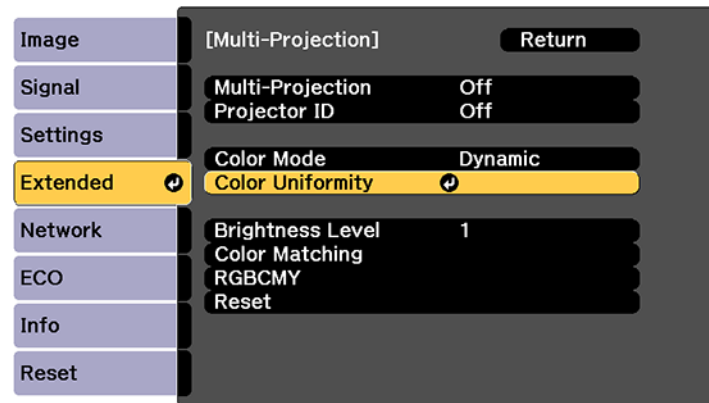 Image
Signal
Settings
Extended
Network
ECO
Info
Reset
[Multi-Projection] Return
Multi-Projection Off
Projector ID Off
Color Mode Dynamic
Color Uniformity
Brightness Level 1
Color Matching
RGBCMY
Reset